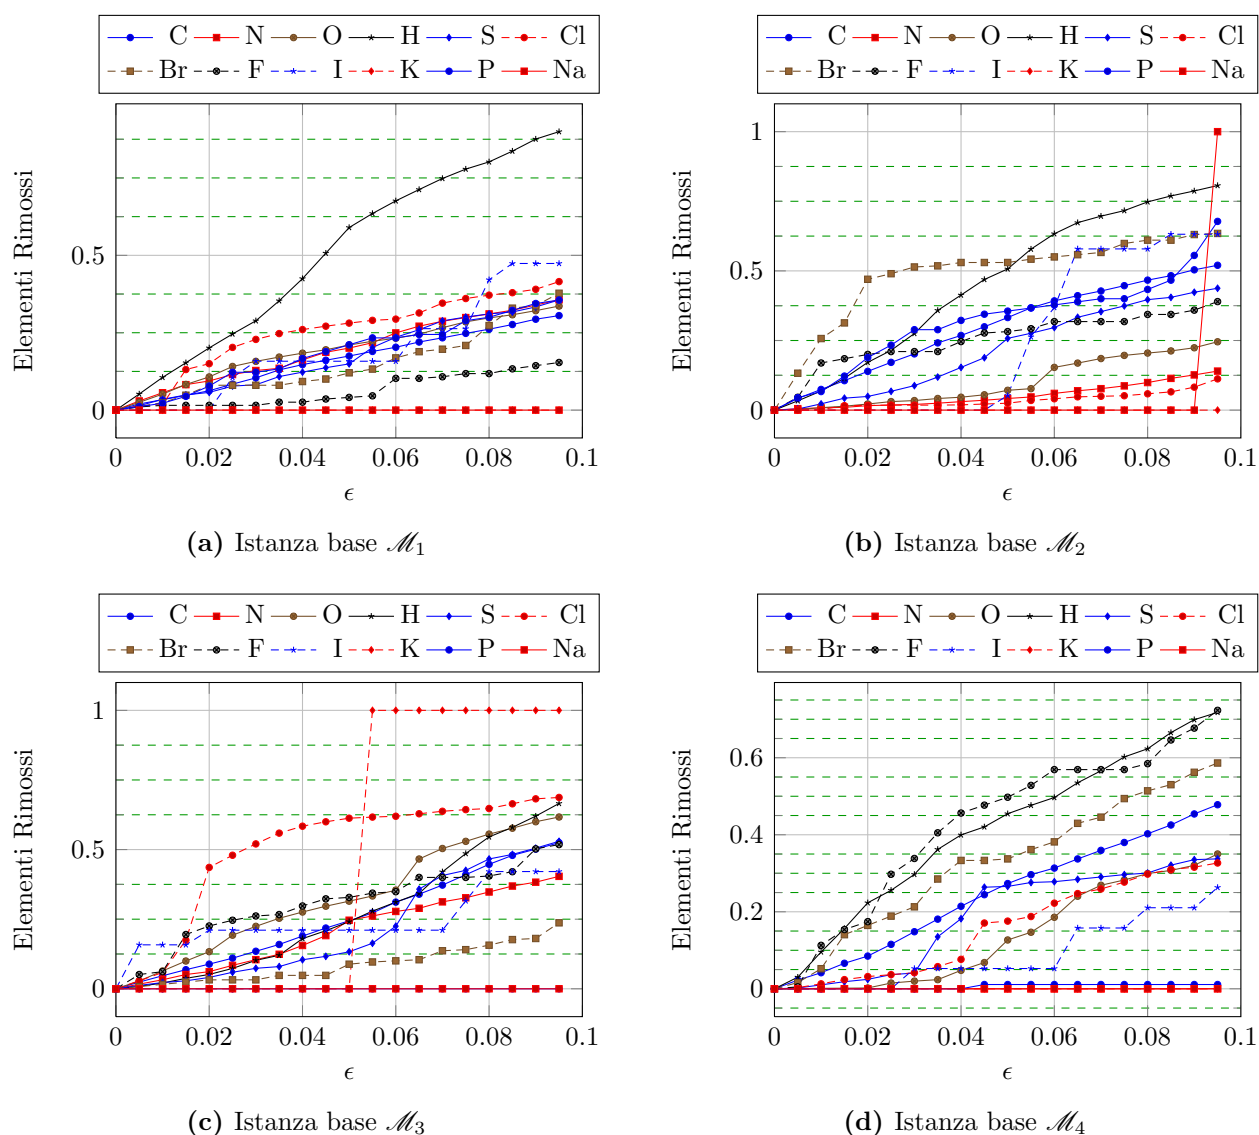 C N O H S Cl
Br F I K P Na
Elementi Rimossi
0.5
0
0 0.02 0.04 0.06 0.08 0.1
ϵ
(a) Istanza base ℳ₁
C N O H S Cl
Br F I K P Na
Elementi Rimossi
1
0.5
0
0 0.02 0.04 0.06 0.08 0.1
ϵ
(b) Istanza base ℳ₂
C N O H S Cl
Br F I K P Na
Elementi Rimossi
1
0.5
0
0 0.02 0.04 0.06 0.08 0.1
ϵ
(c) Istanza base ℳ₃
C N O H S Cl
Br F I K P Na
Elementi Rimossi
0.6
0.4
0.2
0
0 0.02 0.04 0.06 0.08 0.1
ϵ
(d) Istanza base ℳ₄